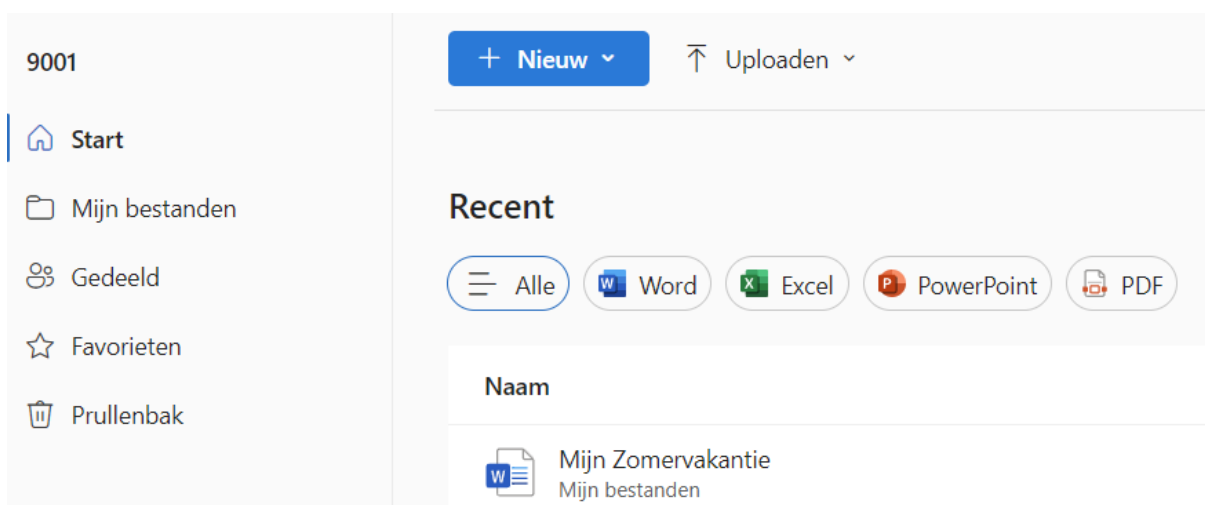 9001
Start
Mijn bestanden
Gedeeld
Favorieten
Prullenbak
+ Nieuw
Uploaden
Recent
Alle
Word
Excel
PowerPoint
PDF
Naam
Mijn Zomervakantie
Mijn bestanden